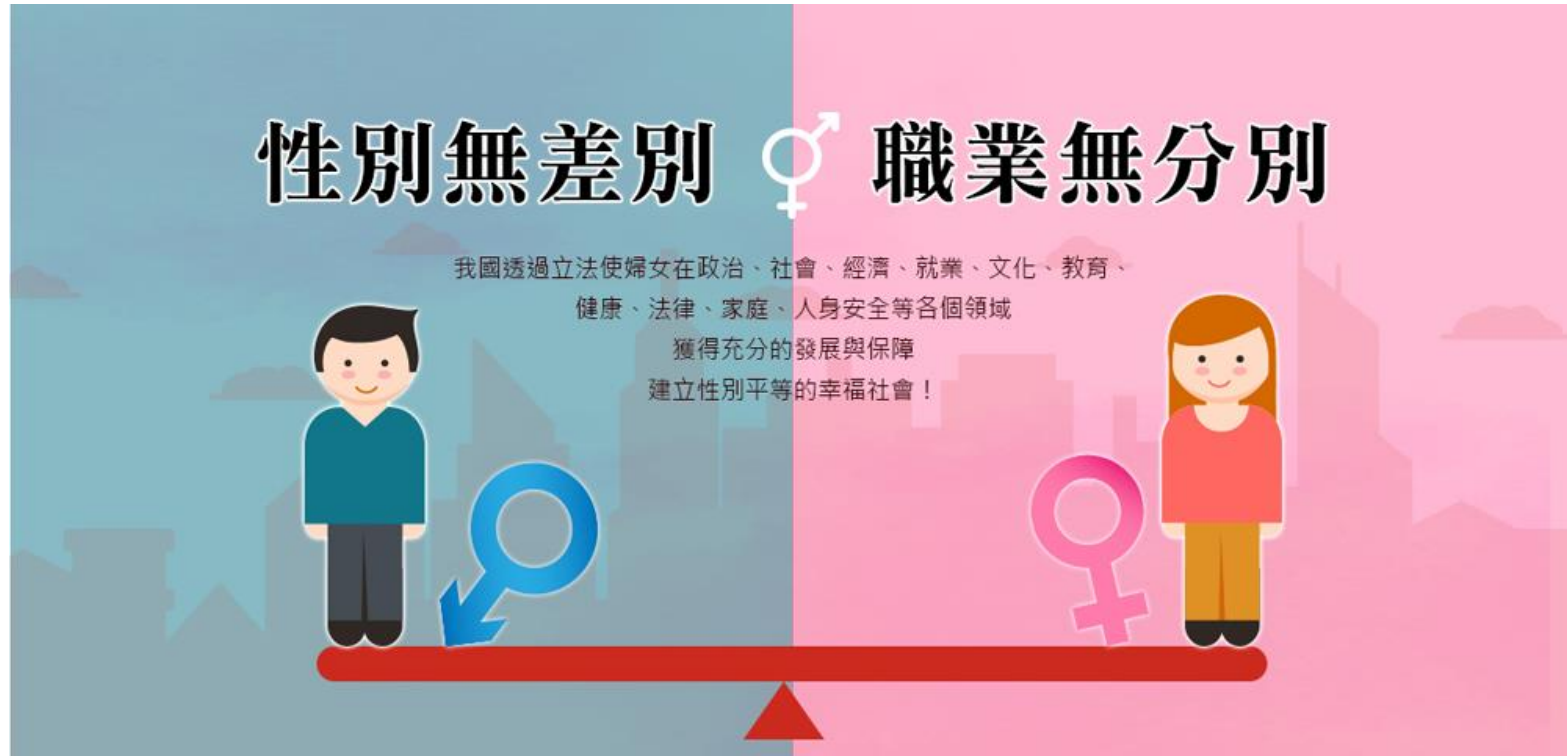 性別無差別 職業無分別
我國透過立法使婦女在政治、社會、經濟、就業、文化、教育、
健康、法律、家庭、人身安全等各個領域
獲得充分的發展與保障
建立性別平等的幸福社會！